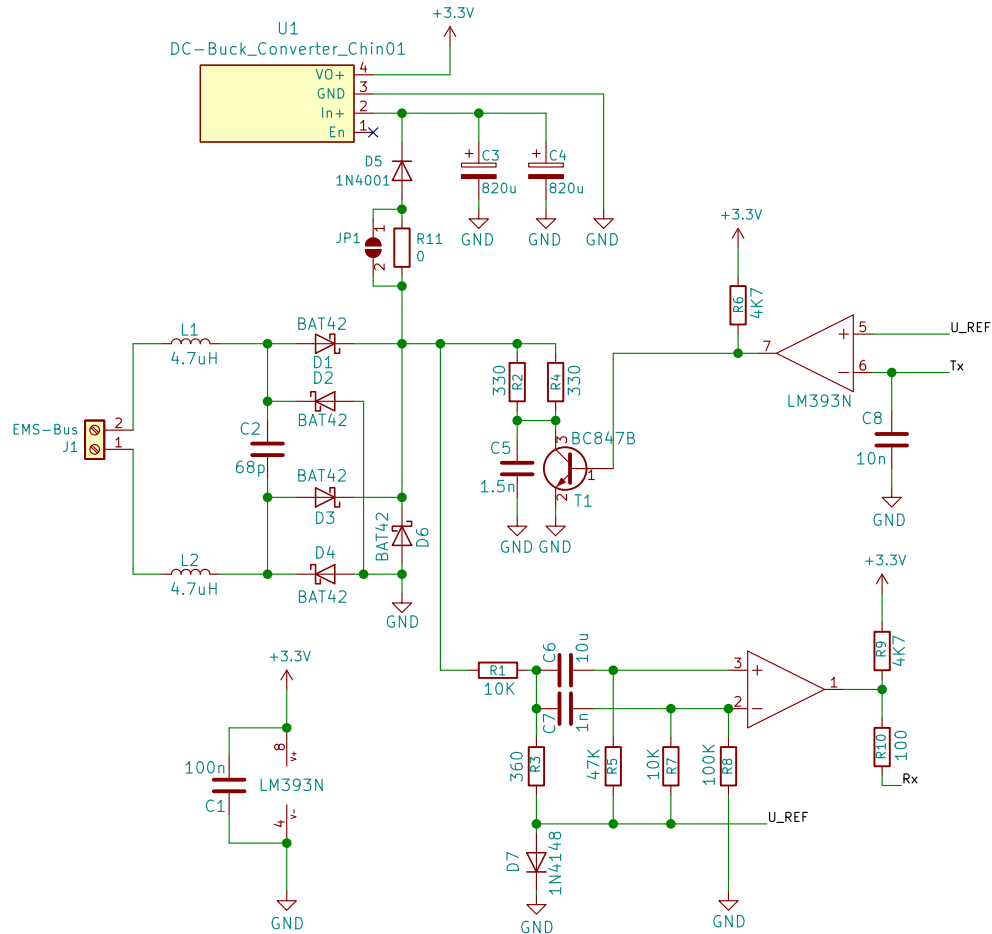 +3.3V
U1
DC-Buck_Converter_Chin01
VO+ 4
GND 3
In+ 2
En 1
D5
1N4001
+ C3
820u
+ C4
820u
GND
GND
GND
JP1
1
2
R11
0
+3.3V
R6
4K7
L1
4.7uH
BAT42
D1
D2
BAT42
330
R2
R4
330
7
+ 5
U_REF
- 6
Tx
LM393N
EMS-Bus
J1
2
1
C2
68p
BAT42
D3
C5
1.5n
3
BC847B
1
2
T1
C8
10n
GND
L2
4.7uH
D4
BAT42
BAT42
D6
GND
GND
GND
+3.3V
R9
4K7
+3.3V
R1
10K
C6
10u
C7
1n
3 +
2 -
1
R10
100
Rx
8
V+
100n
C1
LM393N
4
V-
360
R3
47K
R5
10K
R7
100K
R8
U_REF
D7
1N4148
GND
GND
GND